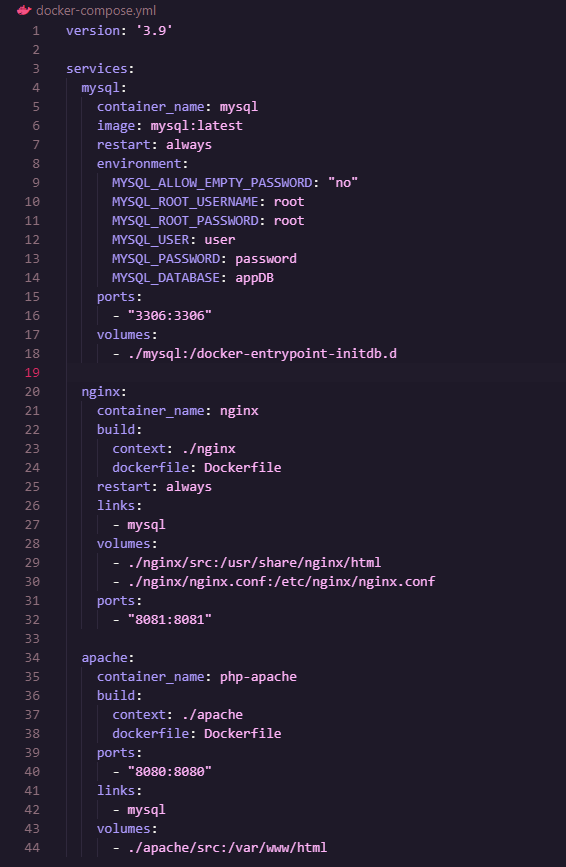 docker-compose.yml
1 version: '3.9'
2
3 services:
4   mysql:
5     container_name: mysql
6     image: mysql:latest
7     restart: always
8     environment:
9       MYSQL_ALLOW_EMPTY_PASSWORD: "no"
10       MYSQL_ROOT_USERNAME: root
11       MYSQL_ROOT_PASSWORD: root
12       MYSQL_USER: user
13       MYSQL_PASSWORD: password
14       MYSQL_DATABASE: appDB
15     ports:
16       - "3306:3306"
17     volumes:
18       - ./mysql:/docker-entrypoint-initdb.d
19
20   nginx:
21     container_name: nginx
22     build:
23       context: ./nginx
24       dockerfile: Dockerfile
25     restart: always
26     links:
27       - mysql
28     volumes:
29       - ./nginx/src:/usr/share/nginx/html
30       - ./nginx/nginx.conf:/etc/nginx/nginx.conf
31     ports:
32       - "8081:8081"
33
34   apache:
35     container_name: php-apache
36     build:
37       context: ./apache
38       dockerfile: Dockerfile
39     ports:
40       - "8080:8080"
41     links:
42       - mysql
43     volumes:
44       - ./apache/src:/var/www/html